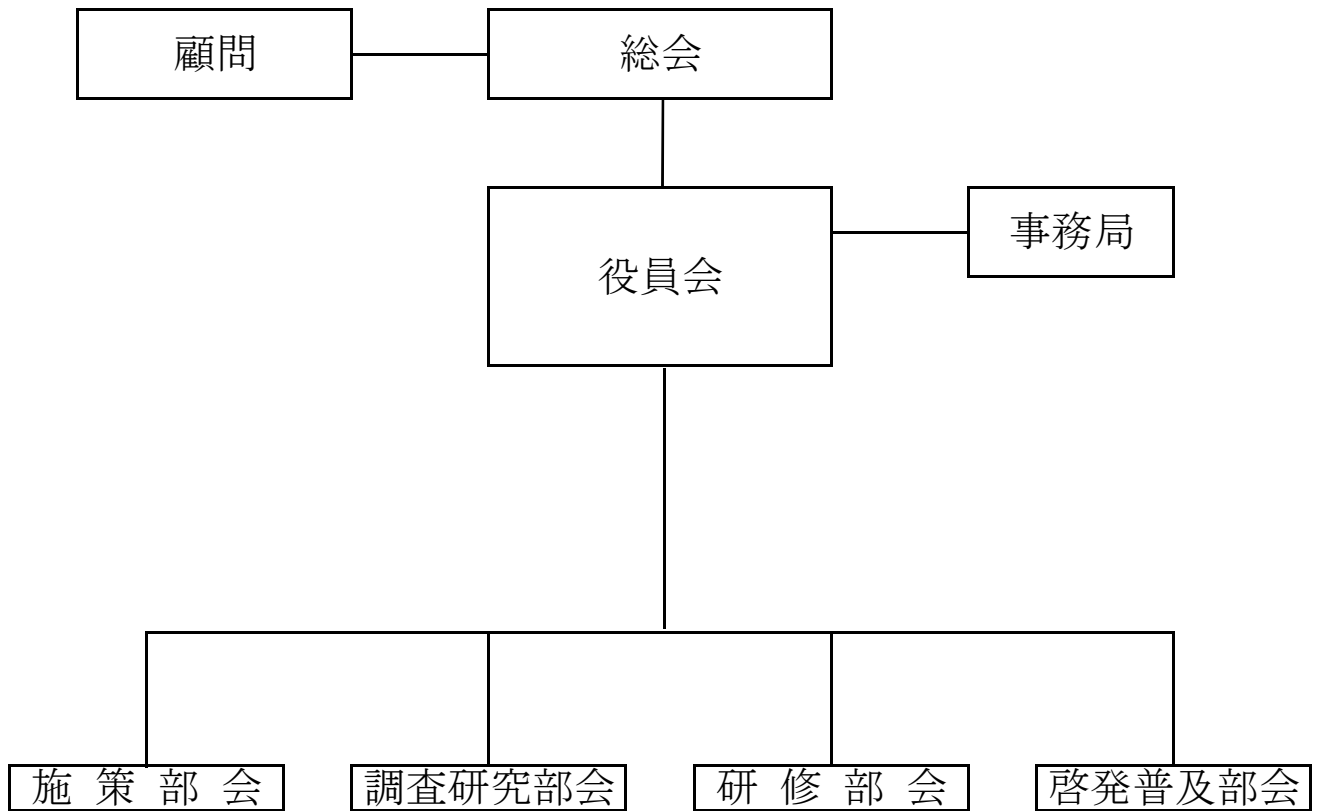 顧問
総会
役員会
事務局
施 策 部 会
調査研究部会
研 修 部 会
啓発普及部会